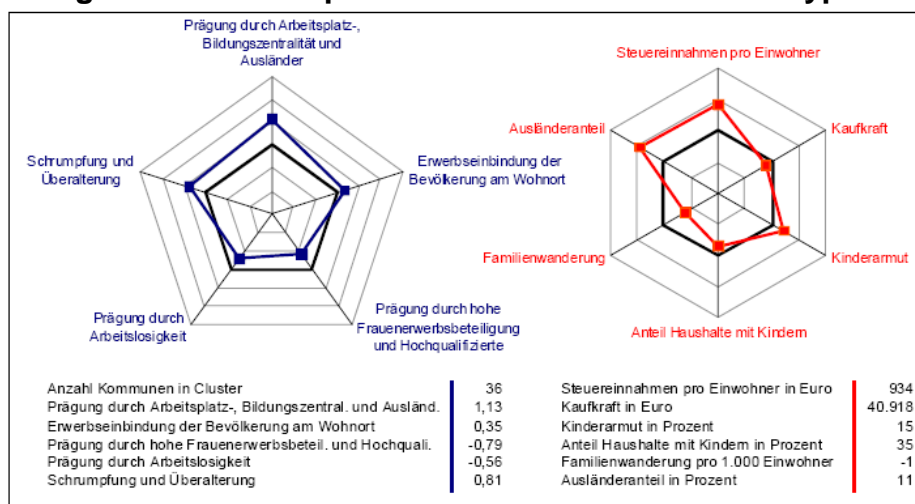 Prägung durch Arbeitsplatz-,
Bildungszentralität und
Ausländer
Schrumpfung und
Überalterung
Erwerbseinbindung der
Bevölkerung am Wohnort
Prägung durch
Arbeitslosigkeit
Prägung durch hohe
Frauenerwerbsbeteiligung
und Hochqualifizierte
Steuereinnahmen pro Einwohner
Ausländeranteil
Kaufkraft
Familienwanderung
Kinderarmut
Anteil Haushalte mit Kindern
Anzahl Kommunen in Cluster 36
Prägung durch Arbeitsplatz-, Bildungszentral. und Ausländ. 1,13
Erwerbseinbindung der Bevölkerung am Wohnort 0,35
Prägung durch hohe Frauenerwerbsbeteil. und Hochquali. -0,79
Prägung durch Arbeitslosigkeit -0,56
Schrumpfung und Überalterung 0,81
Steuereinnahmen pro Einwohner in Euro 934
Kaufkraft in Euro 40.918
Kinderarmut in Prozent 15
Anteil Haushalte mit Kindern in Prozent 35
Familienwanderung pro 1.000 Einwohner -1
Ausländeranteil in Prozent 11